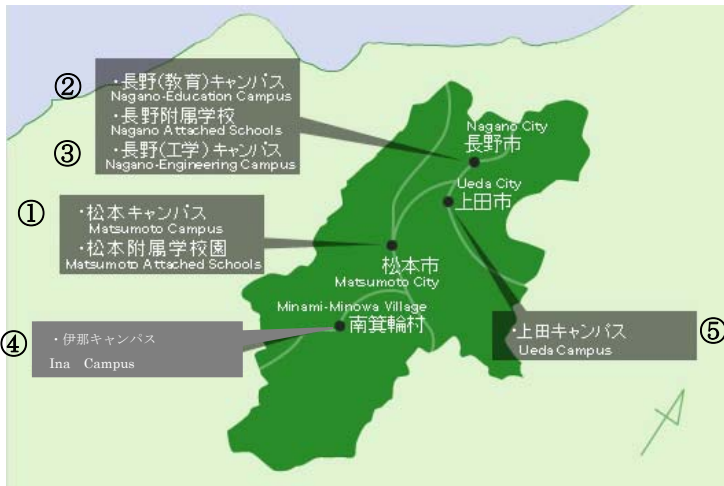 ②
・長野(教育)キャンパス
Nagano-Education Campus
・長野附属学校
Nagano Attached Schools
③
・長野(工学)キャンパス
Nagano-Engineering Campus
Nagano City
長野市
Ueda City
上田市
①
・松本キャンパス
Matsumoto Campus
・松本附属学校園
Matsumoto Attached Schools
松本市
Matsumoto City
Minami-Minowa Village
南箕輪村
④
・伊那キャンパス
Ina Campus
・上田キャンパス
Ueda Campus
⑤